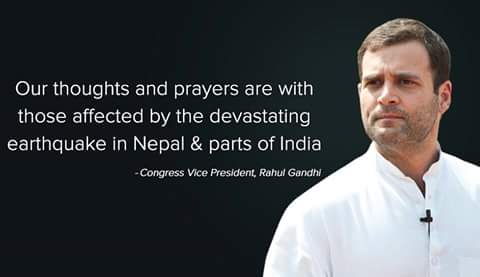 Our thoughts and prayers are with
those affected by the devastating
earthquake in Nepal & parts of India
- Congress Vice President, Rahul Gandhi